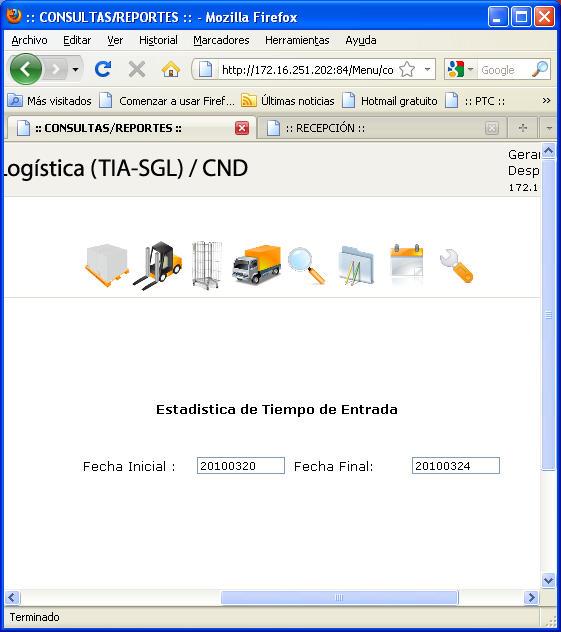 :: CONSULTAS/REPORTES :: - Mozilla Firefox
Archivo Editar Ver Historial Marcadores Herramientas Ayuda
http://172.16.251.202:84/Menu/co Google
Más visitados Comenzar a usar Firef... Últimas noticias Hotmail gratuito :: PTC :: »
:: CONSULTAS/REPORTES :: :: RECEPCIÓN ::
Logística (TIA-SGL) / CND
Gerar
Desp
172.1
Estadistica de Tiempo de Entrada
Fecha Inicial : 20100320 Fecha Final: 20100324
Terminado